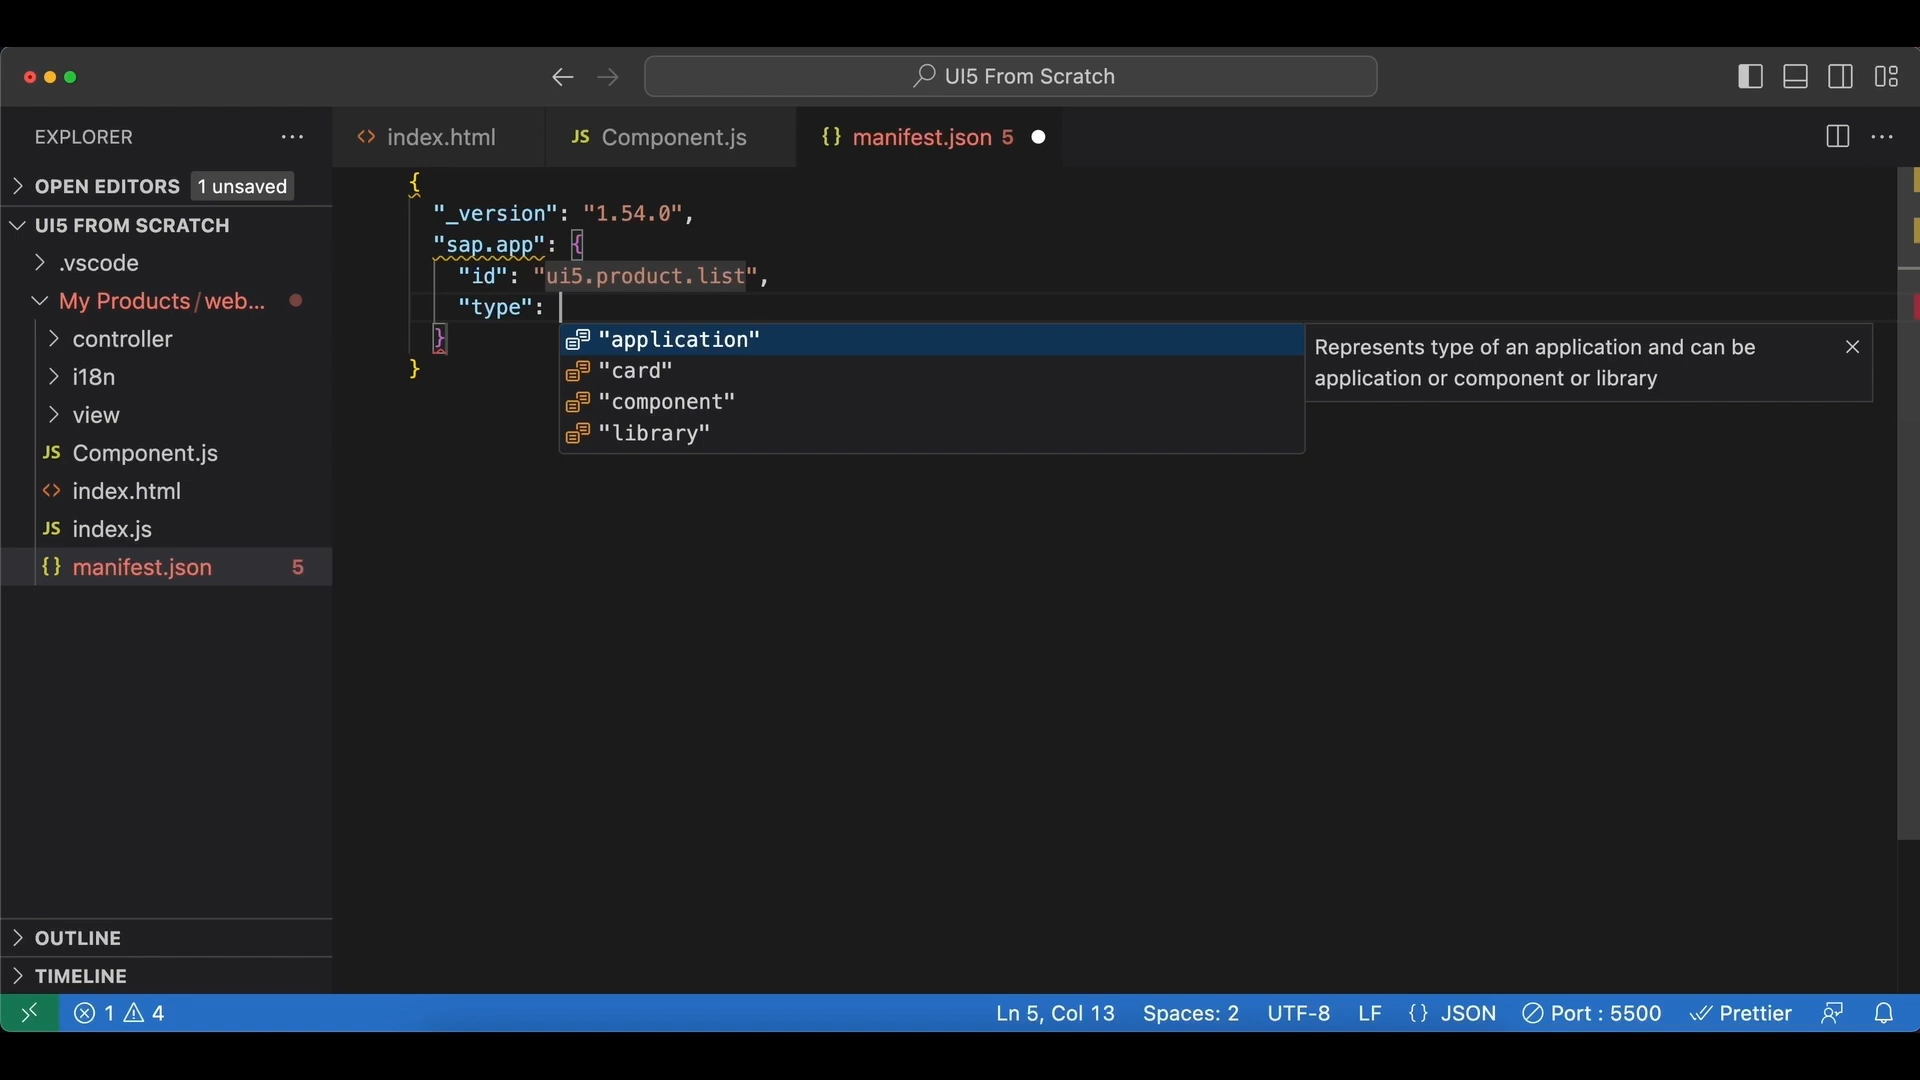 UI5 From Scratch
EXPLORER
index.html
JS Component.js
{} manifest.json 5
OPEN EDITORS 1 unsaved
UI5 FROM SCRATCH
.vscode
My Products/web...
controller
i18n
view
JS Component.js
<> index.html
JS index.js
{} manifest.json 5
{
"_version": "1.54.0",
"sap.app": {
"id": "ui5.product.list",
"type":
}
}
"application"
"card"
"component"
"library"
Represents type of an application and can be
application or component or library
OUTLINE
TIMELINE
1 4
Ln 5, Col 13 Spaces: 2 UTF-8 LF {} JSON Port : 5500 Prettier